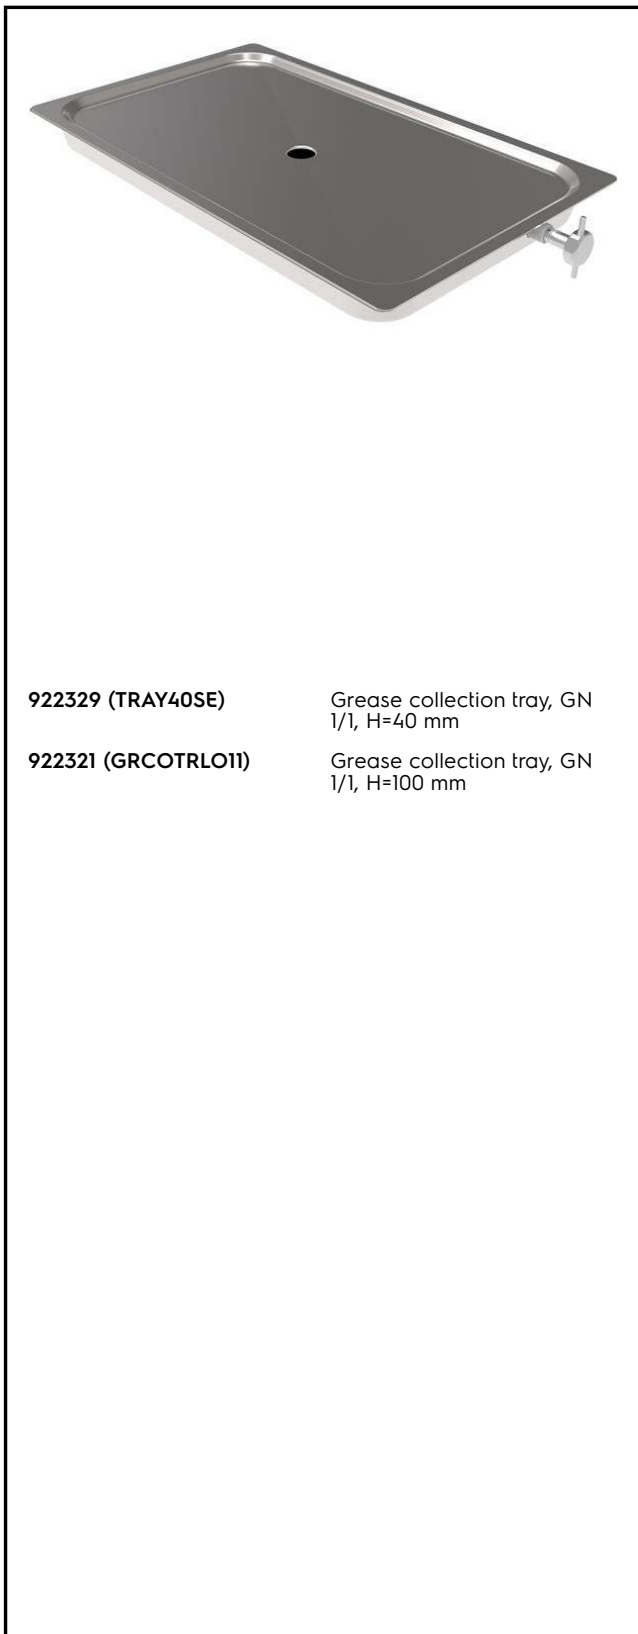 922329 (TRAY40SE) Grease collection tray, GN
1/1, H=40 mm
922321 (GRCOTRLO11) Grease collection tray, GN
1/1, H=100 mm